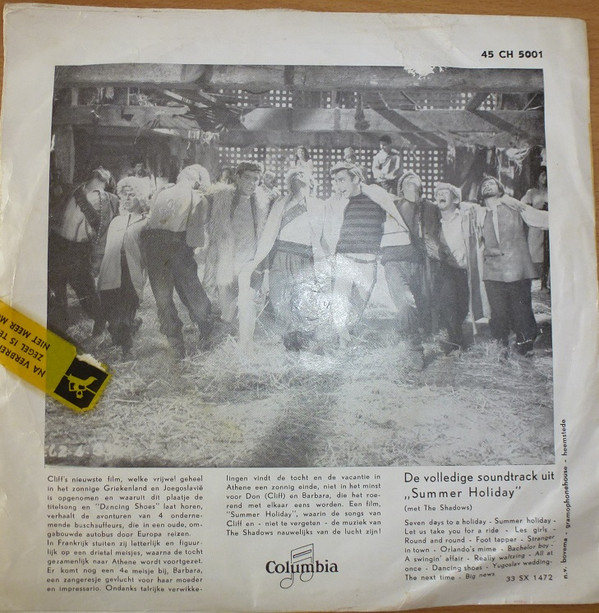 45 CH 5001
NA VERBRE
ZEGEL IS TE
NIET MEER M
Cliff's nieuwste film, welke vrijwel geheel
in het zonnige Griekenland en Joegoslavië
is opgenomen en waaruit dit plaatje de
titelsong en "Dancing Shoes" laat horen,
verhaalt de avonturen van 4 onderne-
mende buschauffeurs, die in een oude, om-
gebouwde autobus door Europa reizen.
In Frankrijk stuiten zij letterlijk en figuur-
lijk op een drietal meisjes, waarna de tocht
gezamenlijk naar Athene wordt voortgezet.
Er komt nog een 4e meisje bij, Barbara,
een zangeresje gevlucht voor haar moeder
en impressario. Ondanks talrijke verwikke-
lingen vindt de tocht en de vacantie in
Athene een zonnig einde, niet in het minst
voor Don (Cliff) en Barbara, die het roe-
rend met elkaar eens worden. Een film,
"Summer Holiday", waarin de songs van
Cliff en - niet te vergeten - de muziek van
The Shadows nauwelijks van de lucht zijn!
Columbia
De volledige soundtrack uit
„Summer Holiday"
(met The Shadows)
Seven days to a holiday - Summer holiday -
Let us take you for a ride - Les girls -
Round and round - Foot tapper - Stranger
in town - Orlando's mime - Bachelor boy -
A swingin' affair - Really waltzing - All at
once - Dancing shoes - Yugoslav wedding-
The next time - Big news 33 SX 1472
n.v. bovema - gramophonehouse - heemstede